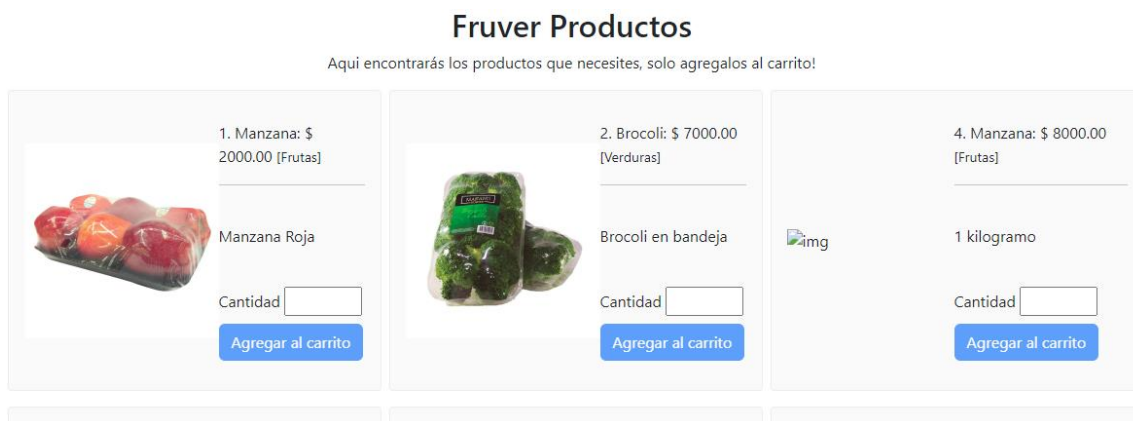 Fruver Productos
Aqui encontrarás los productos que necesites, solo agregalos al carrito!
1. Manzana: $
2000.00 [Frutas]
Manzana Roja
Cantidad
Agregar al carrito
2. Brocoli: $ 7000.00
[Verduras]
Brocoli en bandeja
Cantidad
Agregar al carrito
img
4. Manzana: $ 8000.00
[Frutas]
1 kilogramo
Cantidad
Agregar al carrito